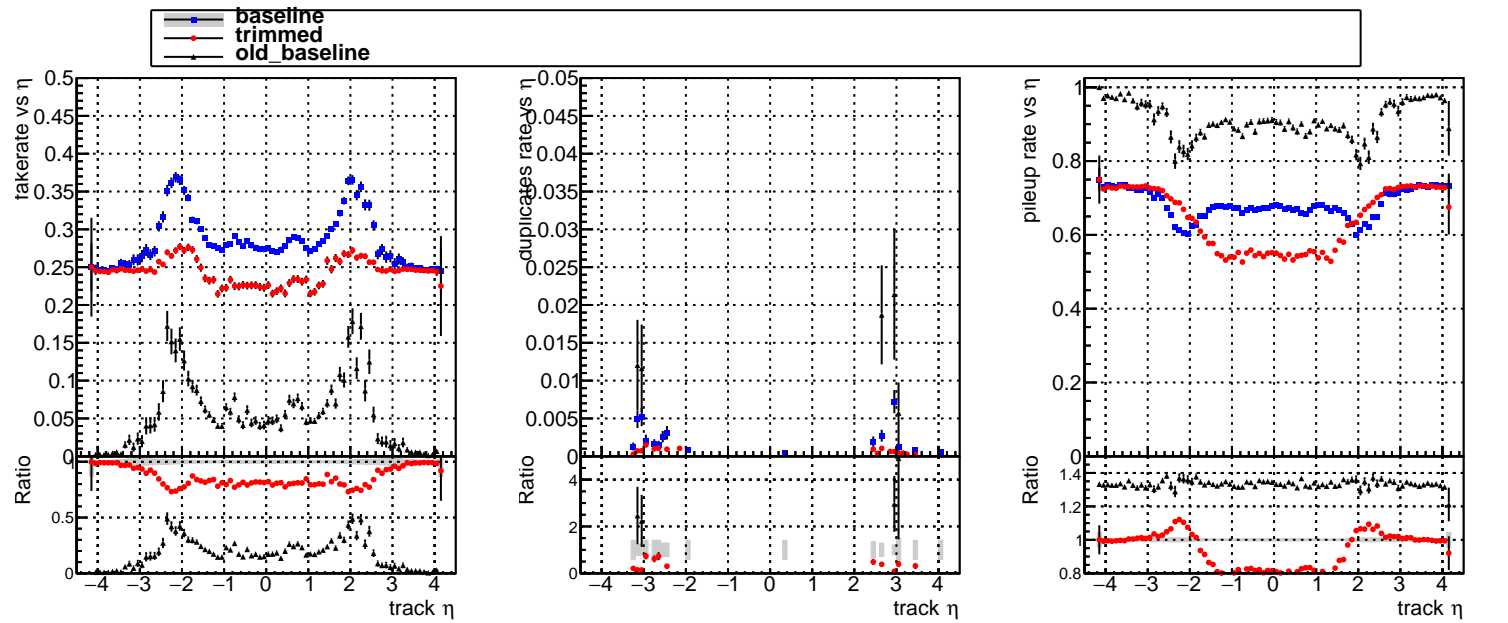 baseline
trimmed
old_baseline
fakerate vs η
0.5
0.45
0.4
0.35
0.3
0.25
0.2
0.15
0.1
0.05
0
Ratio
1
0.5
0
−4 −3 −2 −1 0 1 2 3 4
track η
duplicates rate vs η
0.05
0.045
0.04
0.035
0.03
0.025
0.02
0.015
0.01
0.005
0
Ratio
4
2
0
−4 −3 −2 −1 0 1 2 3 4
track η
pileup rate vs η
1
0.8
0.6
0.4
0.2
0
Ratio
1.4
1.2
1
0.8
−4 −3 −2 −1 0 1 2 3 4
track η